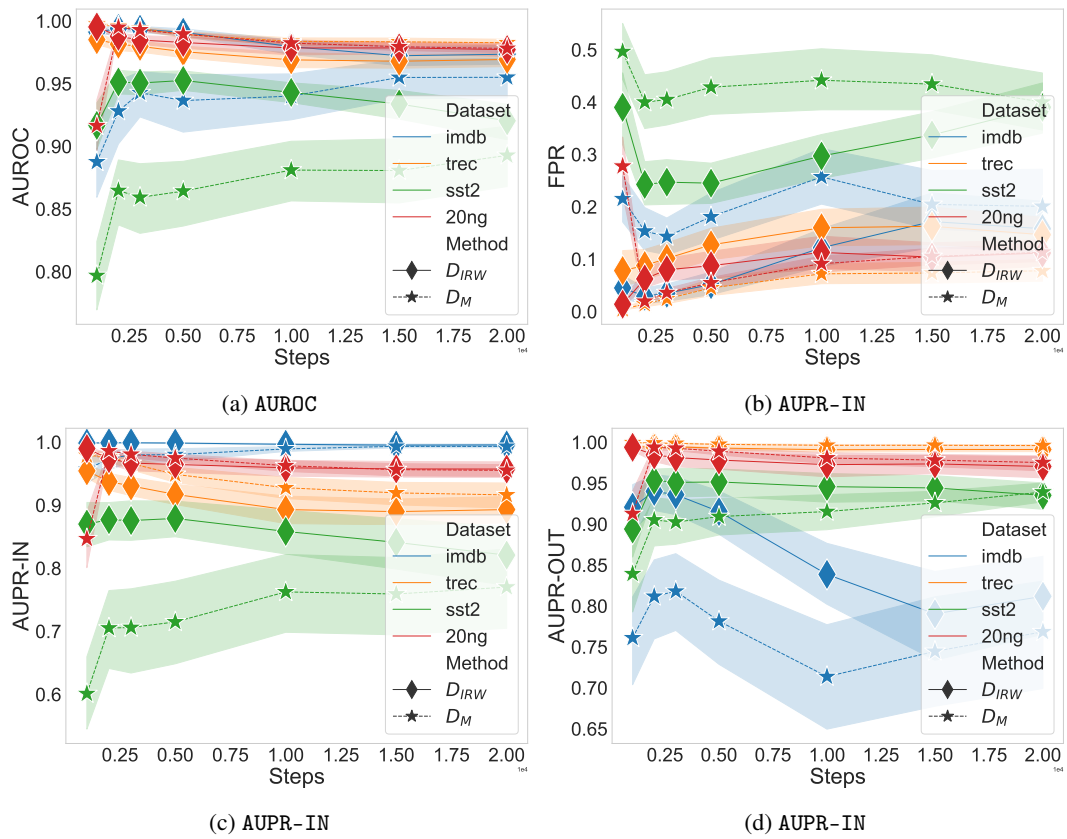 1.00
0.95
0.90
0.85
0.80
AUROC
0.25 0.50 0.75 1.00 1.25 1.50 1.75 2.00
1e4
Steps
Dataset
imdb
trec
sst2
20ng
Method
D_IRW
D_M
(a) AUROC
0.5
0.4
0.3
0.2
0.1
0.0
FPR
0.25 0.50 0.75 1.00 1.25 1.50 1.75 2.00
1e4
Steps
Dataset
imdb
trec
sst2
20ng
Method
D_IRW
D_M
(b) AUPR-IN
1.0
0.9
0.8
0.7
0.6
AUPR-IN
0.25 0.50 0.75 1.00 1.25 1.50 1.75 2.00
1e4
Steps
Dataset
imdb
trec
sst2
20ng
Method
D_IRW
D_M
(c) AUPR-IN
1.00
0.95
0.90
0.85
0.80
0.75
0.70
0.65
AUPR-OUT
0.25 0.50 0.75 1.00 1.25 1.50 1.75 2.00
1e4
Steps
Dataset
imdb
trec
sst2
20ng
Method
D_IRW
D_M
(d) AUPR-IN